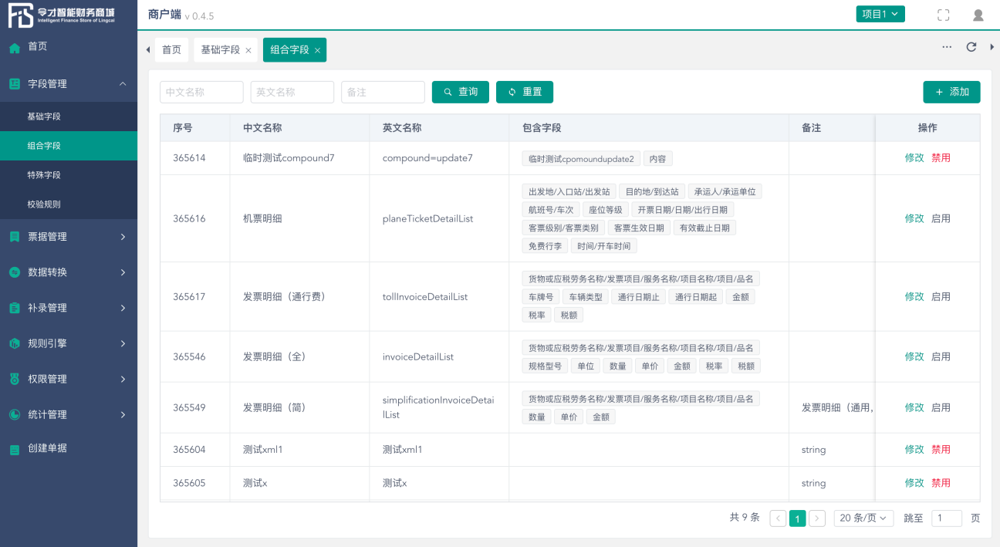 今才智能财务商城
Intelligent Finance Store of Lingcai
商户端 v 0.4.5
项目1
首页
字段管理
基础字段
组合字段
特殊字段
校验规则
票据管理
数据转换
补录管理
规则引擎
权限管理
统计管理
创建单据
首页 基础字段 × 组合字段 ×
中文名称 英文名称 备注 查询 重置 + 添加
序号 中文名称 英文名称 包含字段 备注 操作
365614 临时测试compound7 compound=update7 临时测试cpomoundupdate2 内容 修改 禁用
出发地/入口站/出发站 目的地/到达站 承运人/承运单位
航班号/车次 座位等级 开票日期/日期/出行日期
365616 机票明细 planeTicketDetailList 修改 启用
客票级别/客票类别 客票生效日期 有效截止日期
免费行李 时间/开车时间
货物或应税劳务名称/发票项目/服务名称/项目名称/项目/品名
365617 发票明细（通行费） tollInvoiceDetailList 车牌号 车辆类型 通行日期止 通行日期起 金额 修改 启用
税率 税额
货物或应税劳务名称/发票项目/服务名称/项目名称/项目/品名
365546 发票明细（全） invoiceDetailList 修改 启用
规格型号 单位 数量 单价 金额 税率 税额
货物或应税劳务名称/发票项目/服务名称/项目名称/项目/品名
365549 发票明细（简） simplificationInvoiceDetai
lList 发票明细（通用, 修改 启用
数量 单价 金额
365604 测试xml1 测试xml1 string 修改 禁用
365605 测试x 测试x string 修改 禁用
共 9 条 1 20 条/页 跳至 1 页